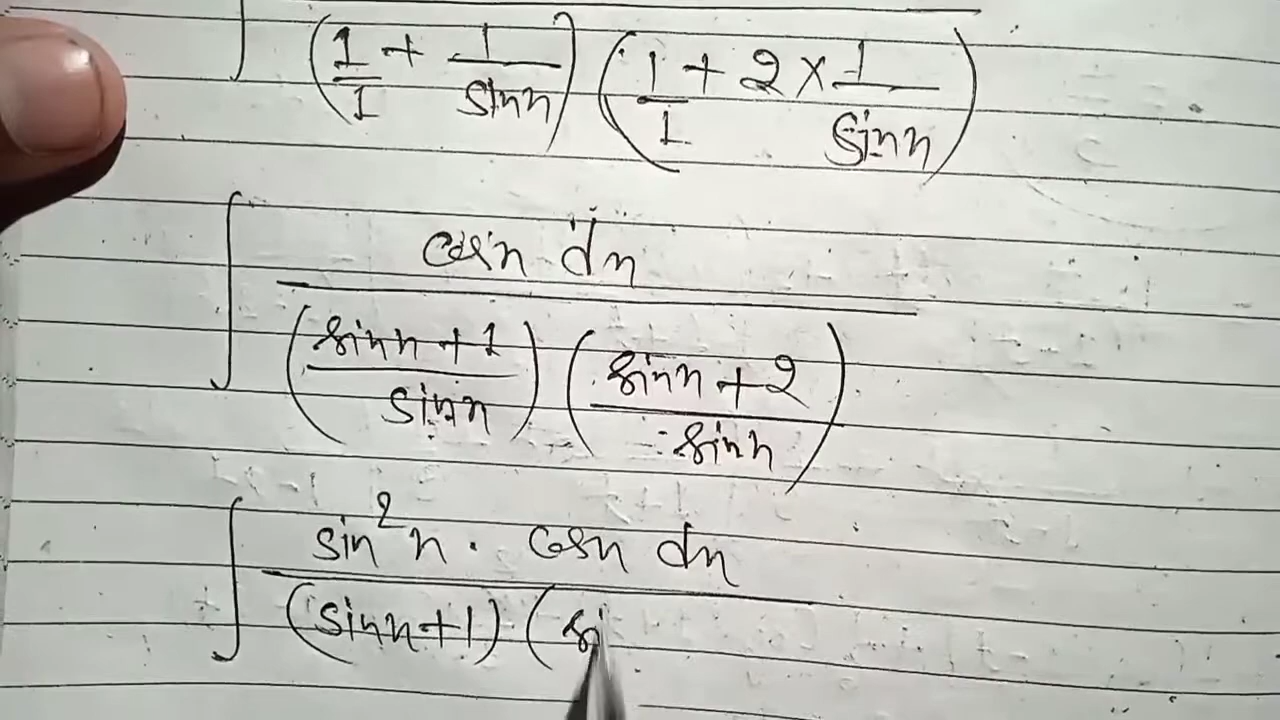 ∫ (1/1 + 1/sinx) (1/1 + 2 × 1/sinx)
∫ cosx dx
(sinx + 1 / sinx) (sinx + 2 / sinx)
∫ sin²x · cosx dx
(sinx + 1) (si